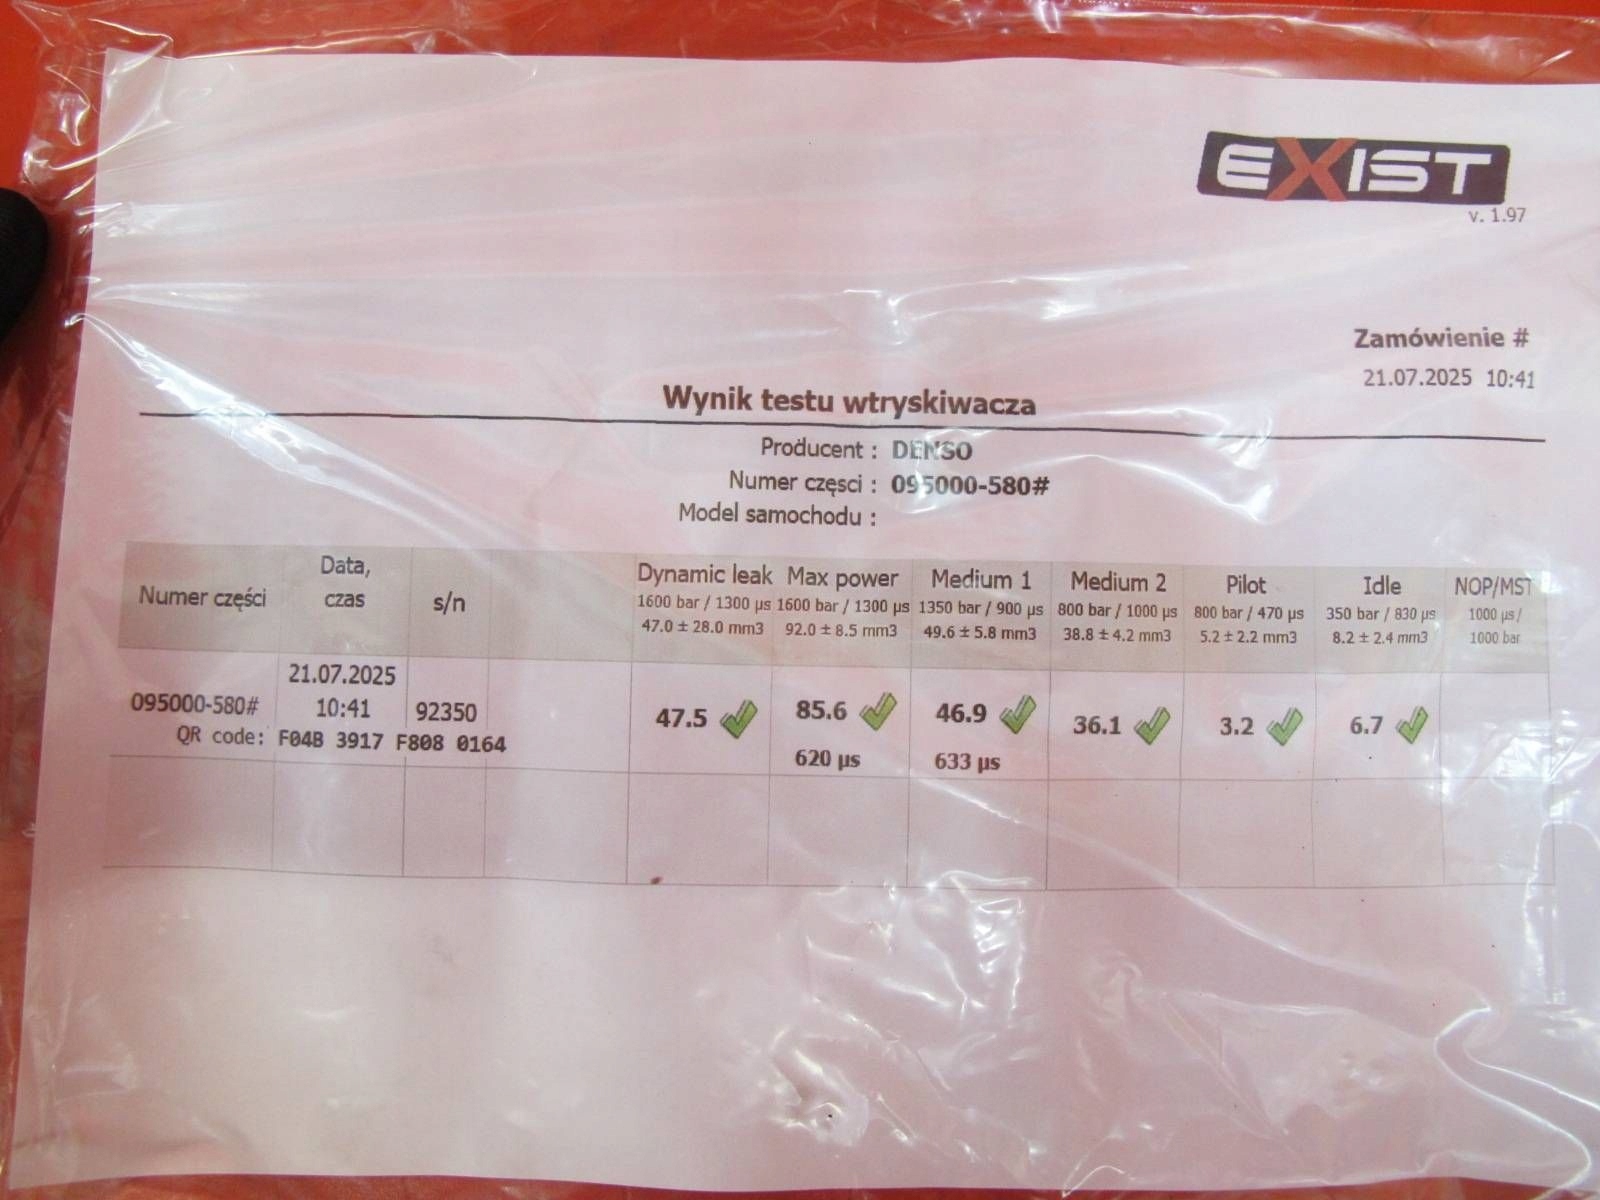 EXIST
v. 1.97
Zamówienie #
21.07.2025 10:41
Wynik testu wtryskiwacza
Producent : DENSO
Numer częsci : 095000-580#
Model samochodu :
Numer części Data, czas s/n Dynamic leak Max power Medium 1 Medium 2 Pilot Idle NOP/MST
1600 bar / 1300 µs 1600 bar / 1300 µs 1350 bar / 900 µs 800 bar / 1000 µs 800 bar / 470 µs 350 bar / 830 µs 1000 µs / 1000 bar
47.0 ± 28.0 mm3 92.0 ± 8.5 mm3 49.6 ± 5.8 mm3 38.8 ± 4.2 mm3 5.2 ± 2.2 mm3 8.2 ± 2.4 mm3
095000-580# 21.07.2025 10:41 92350 47.5 85.6 46.9 36.1 3.2 6.7
620 µs 633 µs
QR code: F04B 3917 F808 0164